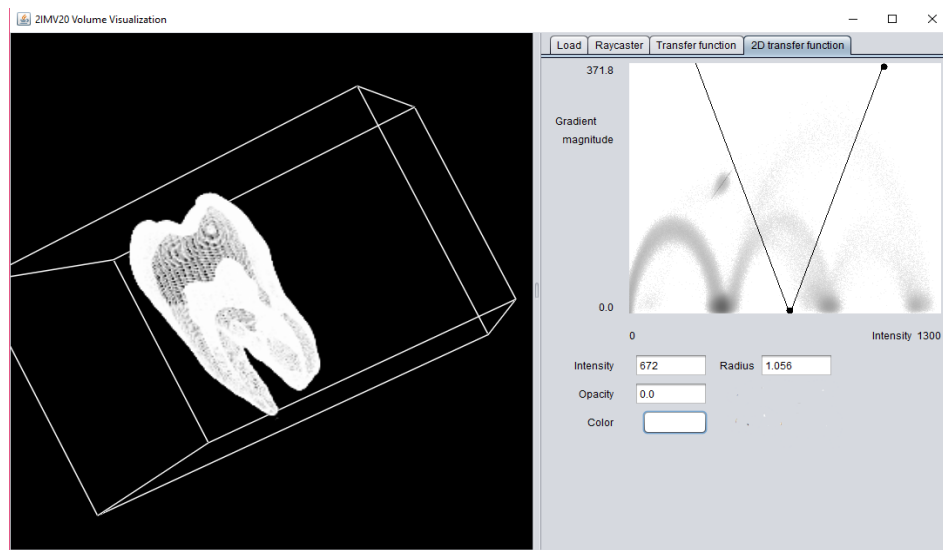 2IMV20 Volume Visualization
Load Raycaster Transfer function 2D transfer function
371.8
Gradient
magnitude
0.0
0 Intensity 1300
Intensity 672 Radius 1.056
Opacity 0.0
Color